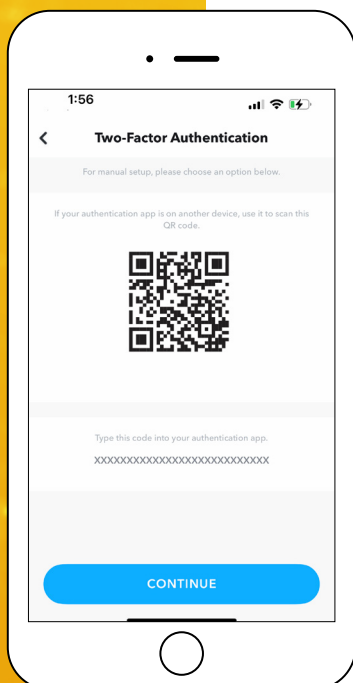 1:56
Two-Factor Authentication
For manual setup, please choose an option below.
If your authentication app is on another device, use it to scan this
QR code.
Type this code into your authentication app.
XXXXXXXXXXXXXXXXXXXXXXXXXXX
CONTINUE